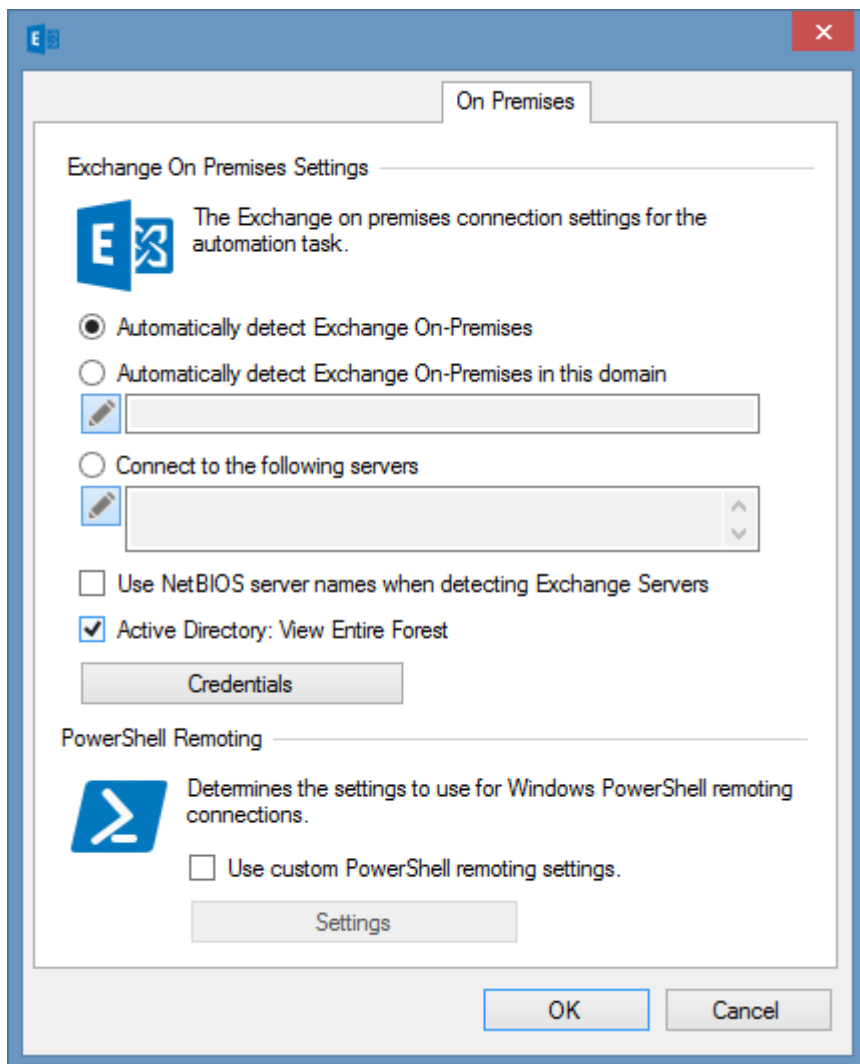 On Premises
Exchange On Premises Settings
The Exchange on premises connection settings for the
automation task.
Automatically detect Exchange On-Premises
Automatically detect Exchange On-Premises in this domain
Connect to the following servers
Use NetBIOS server names when detecting Exchange Servers
Active Directory: View Entire Forest
Credentials
PowerShell Remoting
Determines the settings to use for Windows PowerShell remoting
connections.
Use custom PowerShell remoting settings.
Settings
OK
Cancel